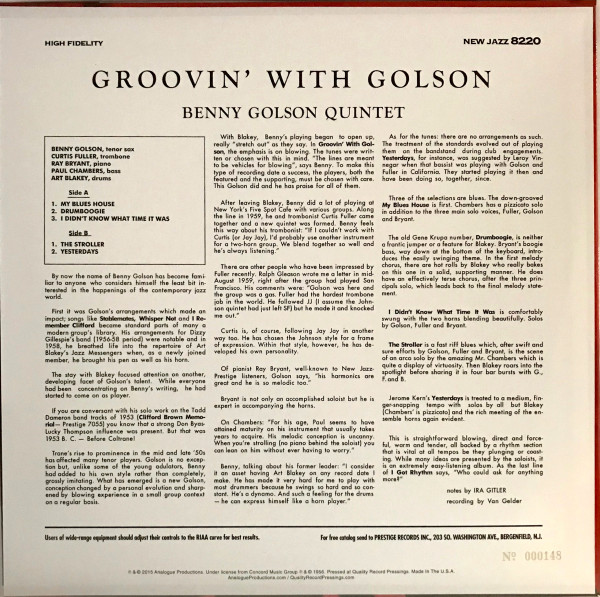 HIGH FIDELITY
NEW JAZZ 8220
GROOVIN' WITH GOLSON
BENNY GOLSON QUINTET
BENNY GOLSON, tenor sax
CURTIS FULLER, trombone
RAY BRYANT, piano
PAUL CHAMBERS, bass
ART BLAKEY, drums
Side A
1. MY BLUES HOUSE
2. DRUMBOOGIE
3. I DIDN'T KNOW WHAT TIME IT WAS
Side B
1. THE STROLLER
2. YESTERDAYS
By now the name of Benny Golson has become famil-
iar to anyone who considers himself the least bit in-
terested in the happenings of the contemporary jazz
world.
First it was Golson's arrangements which made an
impact; songs like Stablemates, Whisper Not and I Re-
member Clifford became standard parts of many a
modern group's library. His arrangements for Dizzy
Gillespie's band (1956-58 period) were notable and in
1958, he breathed life into the repertoire of Art
Blakey's Jazz Messengers when, as a newly joined
member, he brought his pen as well as his horn.
The stay with Blakey focused attention on another,
developing facet of Golson's talent. While everyone
had been concentrating on Benny's writing, he had
started to come on as player.
If you are conversant with his solo work on the Todd
Dameron band tracks of 1953 (Clifford Brown Memo-
rial — Prestige 7055) you know that a strong Don Byas-
Lucky Thompson influence was present. But that was
1953 B. C. — Before Coltrane!
Trane's rise to prominence in the mid and late '50s
has affected many tenor players. Golson is no excep-
tion but, unlike some of the young adulators, Benny
had added to his own style rather than completely,
grossly imitating. What has emerged is a new Golson,
conception changed by a personal evolution and sharp-
ened by blowing experience in a small group context
on a regular basis.
With Blakey, Benny's playing began to open up,
really "stretch out" as they say. In Groovin' With Gol-
son, the emphasis is on blowing. The tunes were writ-
ten or chosen with this in mind. "The lines are meant
to be vehicles for blowing", says Benny. To make this
type of recording date a success, the players, both the
featured and the supporting, must be chosen with care.
This Golson did and he has praise for all of them.
After leaving Blakey, Benny did a lot of playing at
New York's Five Spot Cafe with various groups. Along
the line in 1959, he and trombonist Curtis Fuller came
together and a new quintet was formed. Benny feels
this way about his trombonist: "If I couldn't work with
Curtis (or Jay Jay), I'd probably use another instrument
for a two-horn group. We blend together so well and
he's always listening."
There are other people who have been impressed by
Fuller recently. Ralph Gleason wrote me a letter in mid-
August 1959, right after the group had played San
Francisco. His comments were: "Golson was here and
the group was a gas. Fuller had the hardest trombone
job in the world. He followed JJ (I assume the John-
son quintet had just left SF) but he made it and knocked
me out."
Curtis is, of course, following Jay Jay in another
way too. He has chosen the Johnson style for a frame
of expression. Within that style, however, he has de-
veloped his own personality.
Of pianist Ray Bryant, well-known to New Jazz-
Prestige listeners, Golson says, "his harmonics are
great and he is so melodic too."
Bryant is not only an accomplished soloist but he is
expert in accompanying the horns.
On Chambers: "For his age, Paul seems to have
attained maturity on his instrument that usually takes
years to acquire. His melodic conception is uncanny.
When you're strolling (no piano behind the soloist) you
can lean on him without ever having to worry."
Benny, talking about his former leader: "I consider
it an asset having Art Blakey on any record date I
make. He has made it very hard for me to play with
most drummers because he swings so hard and so con-
stant. He's a dynamo. And such a feeling for the drums
— he can express himself like a horn player."
As for the tunes: there are no arrangements as such.
The treatment of the standards evolved out of playing
them on the bandstand during club engagements.
Yesterdays, for instance, was suggested by Leroy Vin-
negar when that bassist was playing with Golson and
Fuller in California. They started playing it then and
have been doing so, together, since.
Three of the selections are blues. The down-grooved
My Blues House is first. Chambers has a pizzicato solo
in addition to the three main solo voices, Fuller, Golson
and Bryant.
The old Gene Krupa number, Drumboogie, is neither
a frantic jumper or a feature for Blakey. Bryant's boogie
bass, way down at the bottom of the keyboard, intro-
duces the easily swinging theme. In the first melody
chorus, there are hot rolls by Blakey who really bakes
on this one in a solid, supporting manner. He does
have an effectively terse chorus, after the three prin-
cipals solo, which leads back to the final melody state-
ment.
I Didn't Know What Time It Was is comfortably
swung with the two horns blending beautifully. Solos
by Golson, Fuller and Bryant.
The Stroller is a fast riff blues which, after swift and
sure efforts by Golson, Fuller and Bryant, is the scene
of an arco solo by the amazing Mr. Chambers which is
quite a display of virtuosity. Then Blakey roars into the
spotlight before sharing it in four bar bursts with G.,
F. and B.
Jerome Kern's Yesterdays is treated to a medium, fin-
ger-snapping tempo with solos by all but Blakey
(Chambers' is pizzicato) and the rich meeting of the en-
semble horns again evident.
This is straightforward blowing, direct and force-
ful, warm and tender, all backed by a rhythm section
that is vital at all tempos be they plunging or coast-
ing. While many ideas are presented by the soloists, it
is an extremely easy-listening album. As the last line
of I Got Rhythm says, "Who could ask for anything
more?"
notes by IRA GITLER
recording by Van Gelder
Users of wide-range equipment should adjust their controls to the RIAA curve for best results.
For free catalog send to PRESTIGE RECORDS INC., 203 SO. WASHINGTON AVE., BERGENFIELD, N.J.
Nº 000148
℗ & © 2015 Analogue Productions. Under license from Concord Music Group ℗ & © 1959. Pressed at Quality Record Pressings. Made In The U.S.A.
AnalogueProductions.com / QualityRecordPressings.com